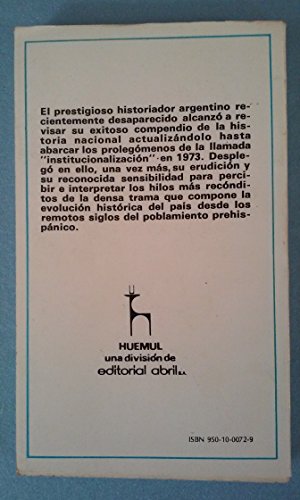 El prestigioso historiador argentino re-
cientemente desaparecido alcanzó a re-
visar su exitoso compendio de la his-
toria nacional actualizándolo hasta
abarcar los prolegómenos de la llamada
"institucionalización" en 1973. Desple-
gó en ello, una vez más, su erudición y
su reconocida sensibilidad para perci-
bir e interpretar los hilos más recóndi-
tos de la densa trama que compone la
evolución histórica del país desde los
remotos siglos del poblamiento prehis-
pánico.
HUEMUL
una división de
editorial abril s.a.
ISBN 950-10-0072-9